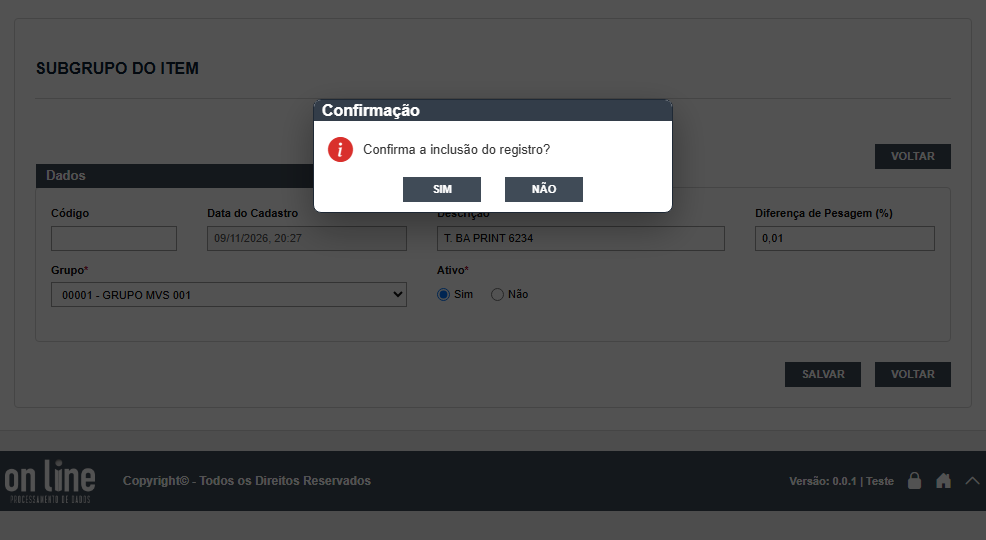 SUBGRUPO DO ITEM
Confirmação
Confirma a inclusão do registro?
SIM NÃO
VOLTAR
Dados
Código Data do Cadastro Descrição Diferença de Pesagem (%)
09/11/2026, 20:27 T. BA PRINT 6234 0,01
Grupo* Ativo*
00001 - GRUPO MVS 001 Sim Não
SALVAR VOLTAR
on line
PROCESSAMENTO DE DADOS
Copyright© - Todos os Direitos Reservados
Versão: 0.0.1 | Teste